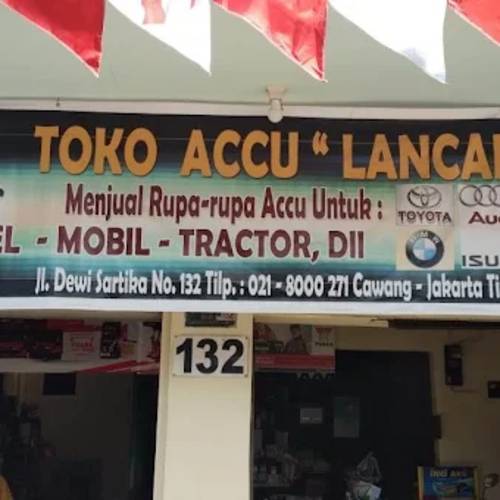 TOKO ACCU " LANCA
Menjual Rupa-rupa Accu Untuk :
TOYOTA
Au
EL - MOBIL - TRACTOR, Dll
ISU
Jl. Dewi Sartika No. 132 Tilp. : 021 - 8000 271 Cawang - Jakarta Ti
132